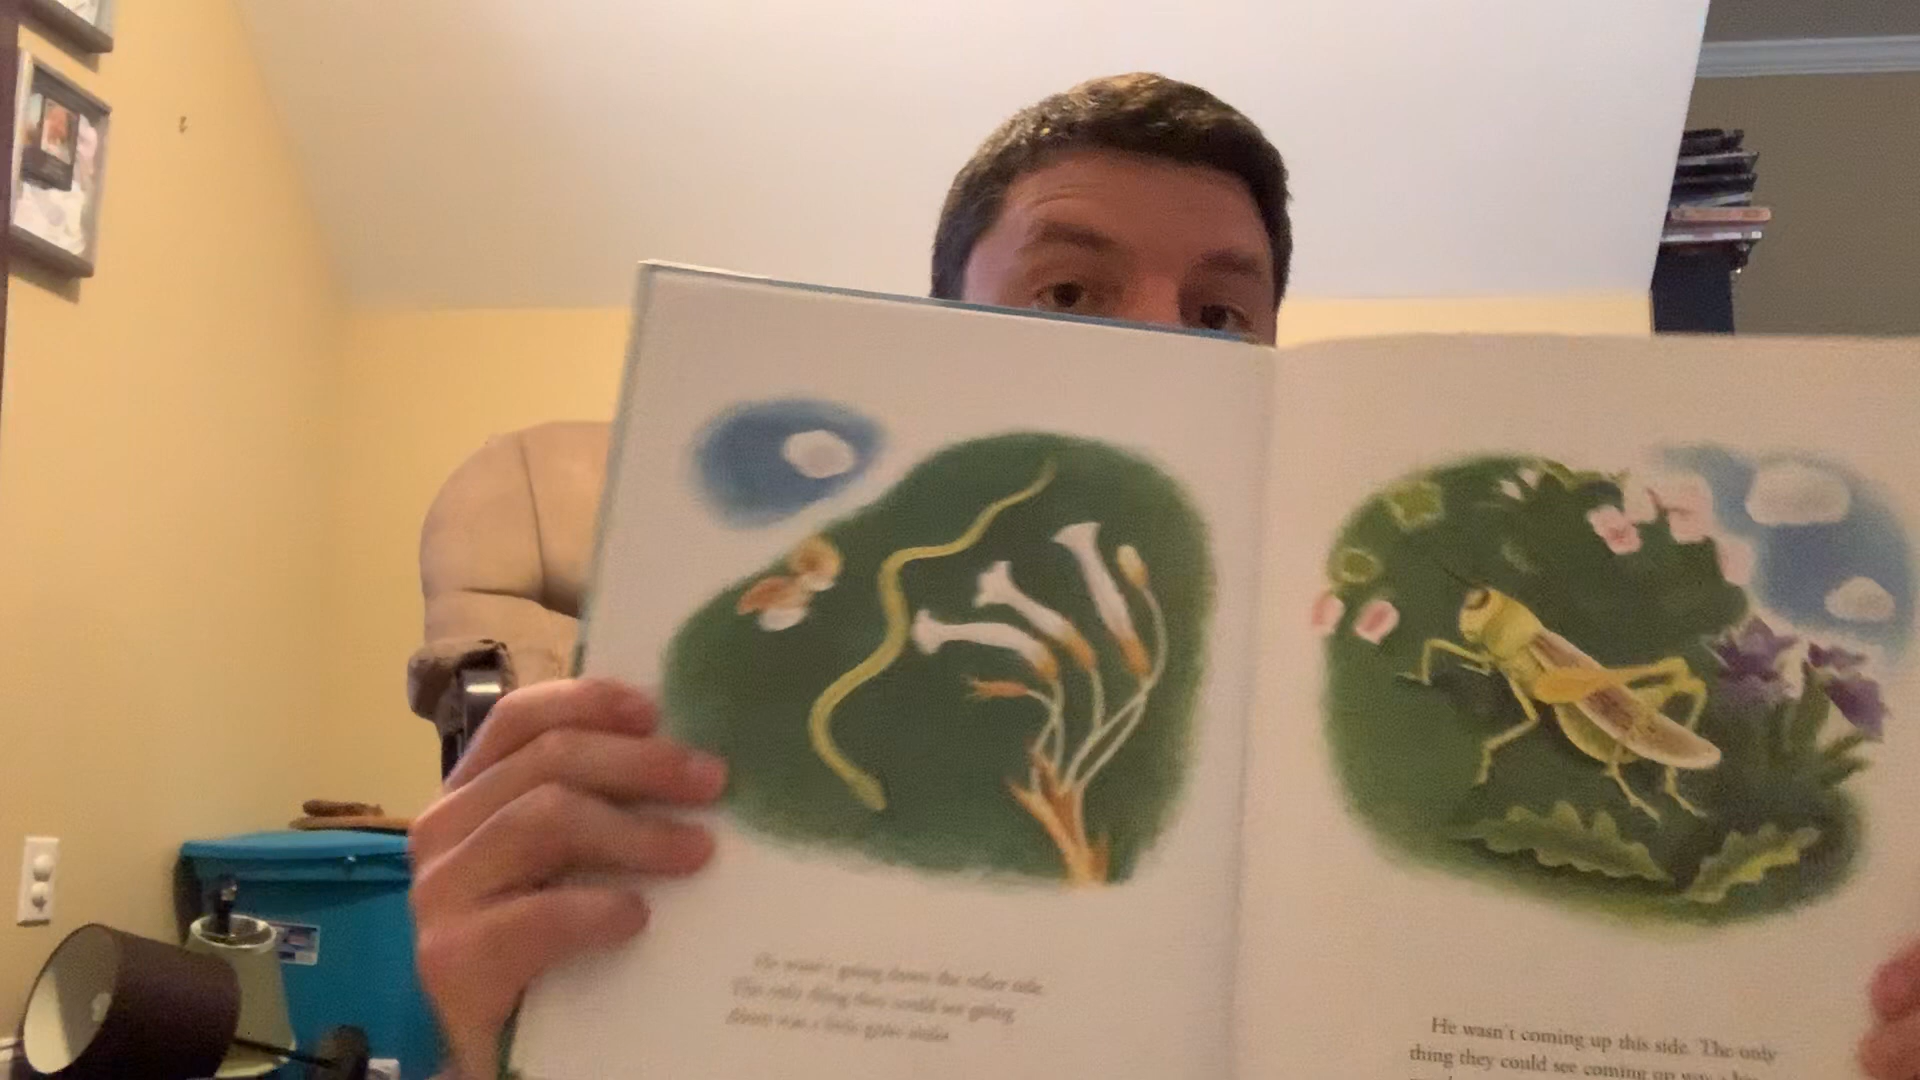 He wasn't going down the other side.
The only thing they could see going
down was a little green snake.
He wasn't coming up this side. The only
thing they could see coming up was a big